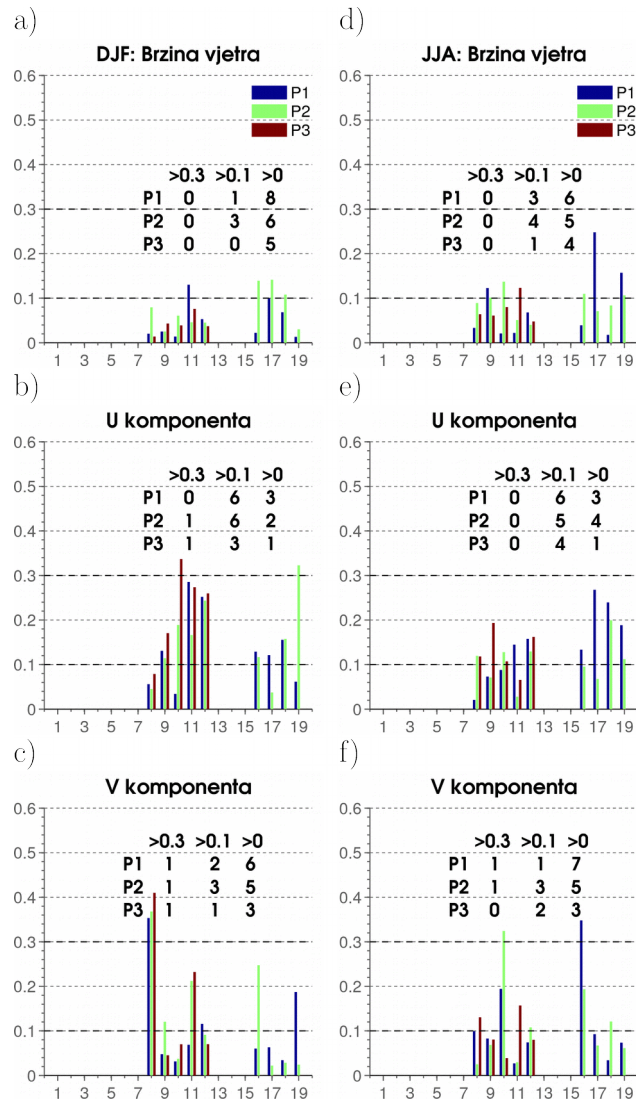 a)
DJF: Brzina vjetra
0.6
0.5
0.4
0.3
0.2
0.1
0
P1
P2
P3
>0.3 >0.1 >0
P1 0 1 8
P2 0 3 6
P3 0 0 5
1 3 5 7 9 11 13 15 17 19
b)
U komponenta
0.6
0.5
0.4
0.3
0.2
0.1
0
>0.3 >0.1 >0
P1 0 6 3
P2 1 6 2
P3 1 3 1
1 3 5 7 9 11 13 15 17 19
c)
V komponenta
0.6
0.5
0.4
0.3
0.2
0.1
0
>0.3 >0.1 >0
P1 1 2 6
P2 1 3 5
P3 1 1 3
1 3 5 7 9 11 13 15 17 19
d)
JJA: Brzina vjetra
0.6
0.5
0.4
0.3
0.2
0.1
0
P1
P2
P3
>0.3 >0.1 >0
P1 0 3 6
P2 0 4 5
P3 0 1 4
1 3 5 7 9 11 13 15 17 19
e)
U komponenta
0.6
0.5
0.4
0.3
0.2
0.1
0
>0.3 >0.1 >0
P1 0 6 3
P2 0 5 4
P3 0 4 1
1 3 5 7 9 11 13 15 17 19
f)
V komponenta
0.6
0.5
0.4
0.3
0.2
0.1
0
>0.3 >0.1 >0
P1 1 1 7
P2 1 3 5
P3 0 2 3
1 3 5 7 9 11 13 15 17 19